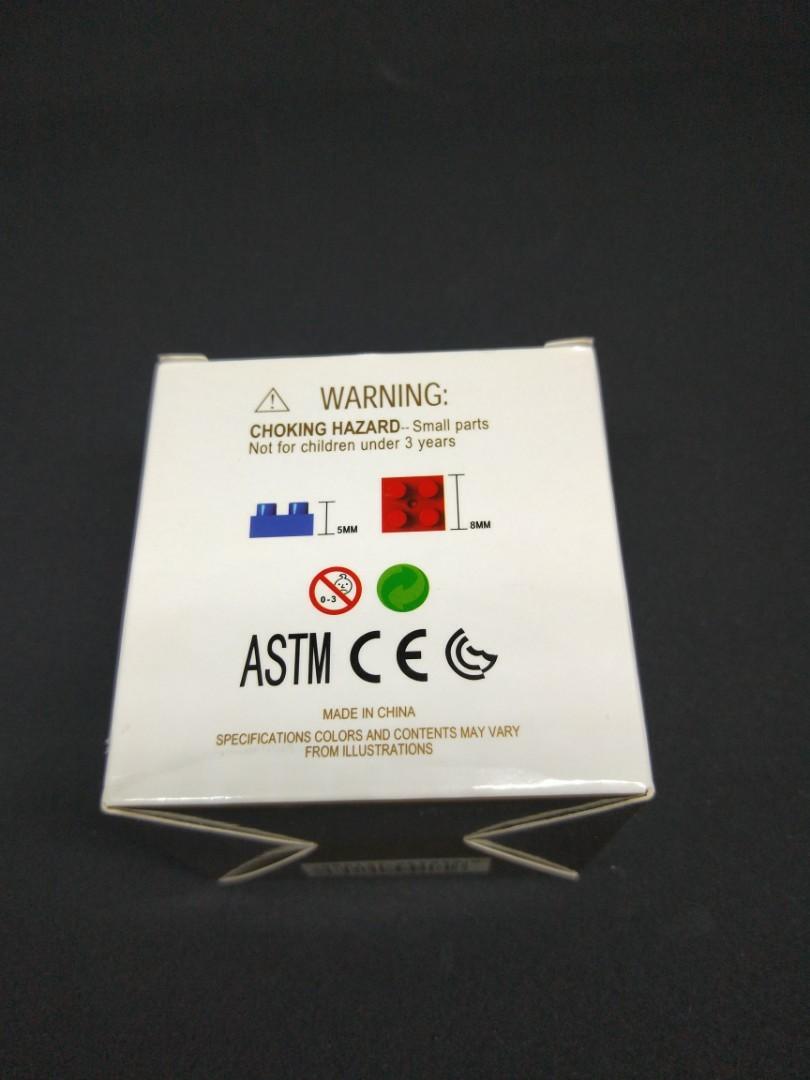 WARNING:
CHOKING HAZARD-- Small parts
Not for children under 3 years
5MM
8MM
0-3
ASTM CE
MADE IN CHINA
SPECIFICATIONS COLORS AND CONTENTS MAY VARY
FROM ILLUSTRATIONS